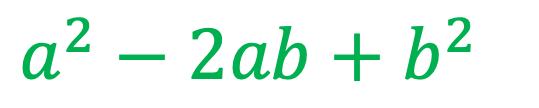 a² − 2ab + b²